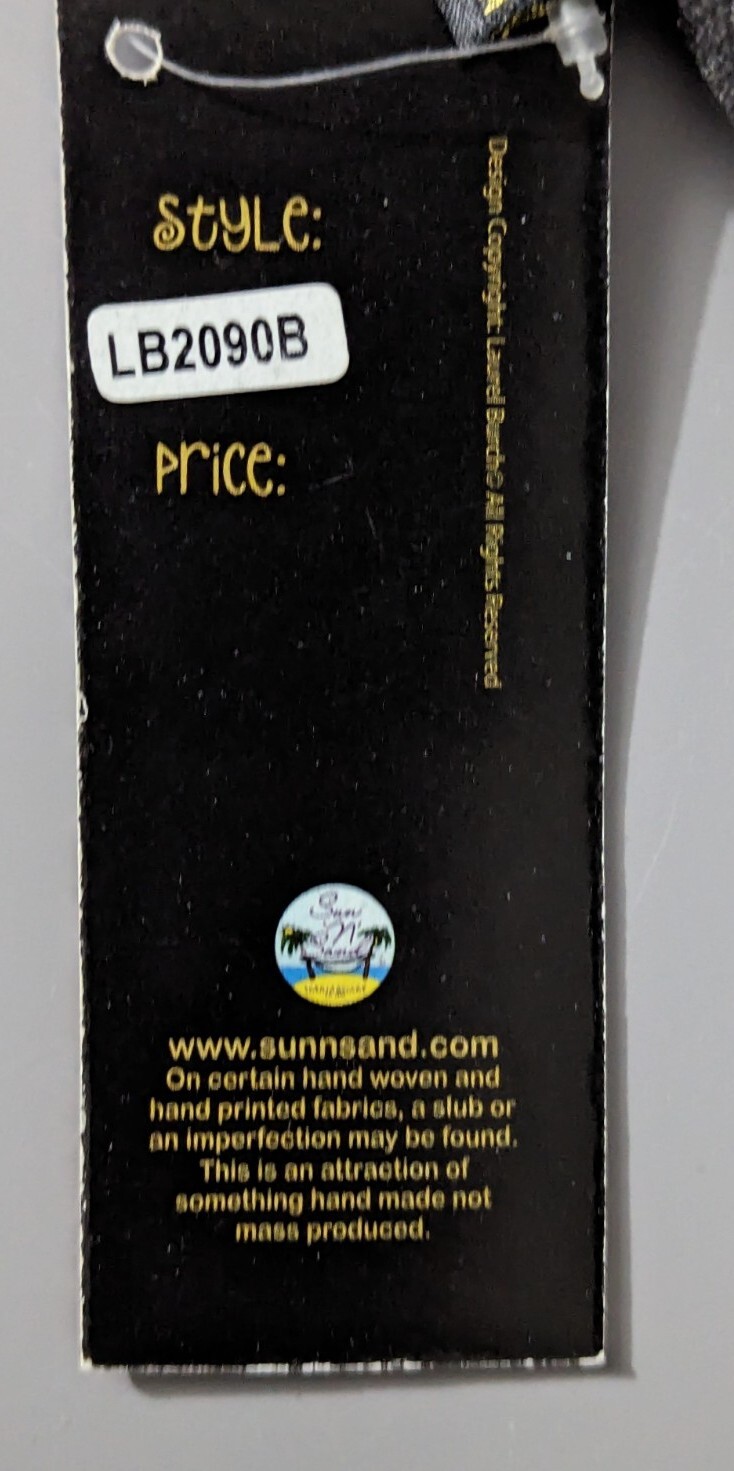 Style:
LB2090B
Price:
Design Copyright: Laurel Burch© All Rights Reserved
Sun
N'
Sand
www.sunnsand.com
On certain hand woven and
hand printed fabrics, a slub or
an imperfection may be found.
This is an attraction of
something hand made not
mass produced.